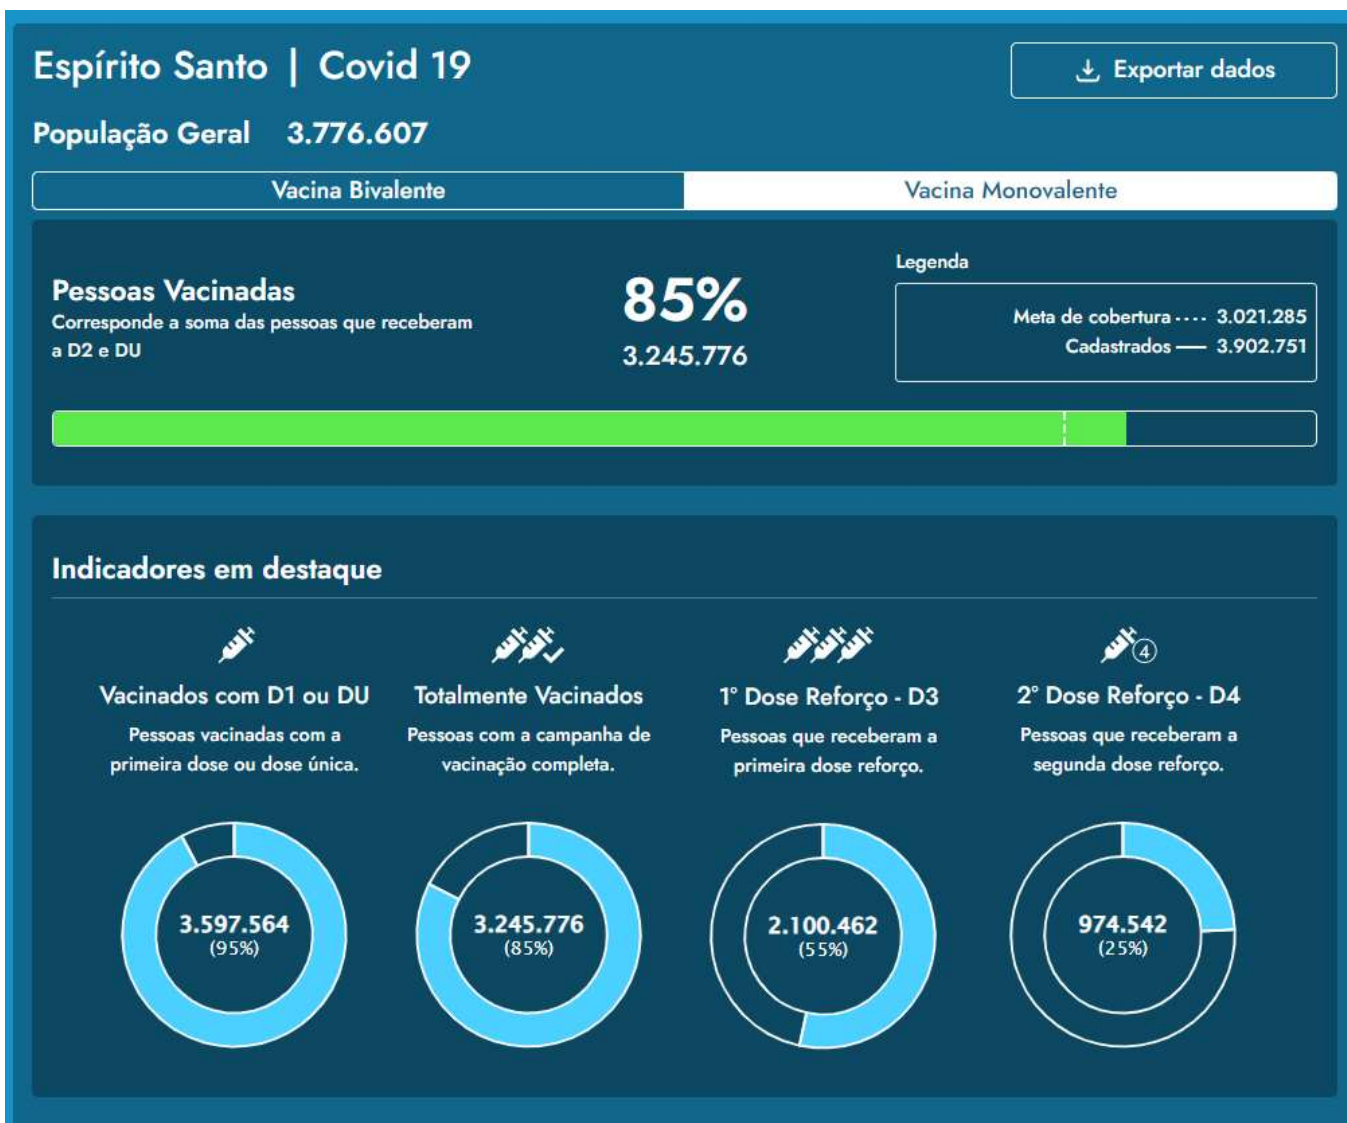 Espírito Santo | Covid 19
Exportar dados
População Geral 3.776.607
Vacina Bivalente
Vacina Monovalente
Pessoas Vacinadas
Corresponde a soma das pessoas que receberam
a D2 e DU
85%
3.245.776
Legenda
Meta de cobertura .... 3.021.285
Cadastrados — 3.902.751
Indicadores em destaque
4
Vacinados com D1 ou DU
Pessoas vacinadas com a
primeira dose ou dose única.
3.597.564
(95%)
Totalmente Vacinados
Pessoas com a campanha de
vacinação completa.
3.245.776
(85%)
1° Dose Reforço - D3
Pessoas que receberam a
primeira dose reforço.
2.100.462
(55%)
2° Dose Reforço - D4
Pessoas que receberam a
segunda dose reforço.
974.542
(25%)